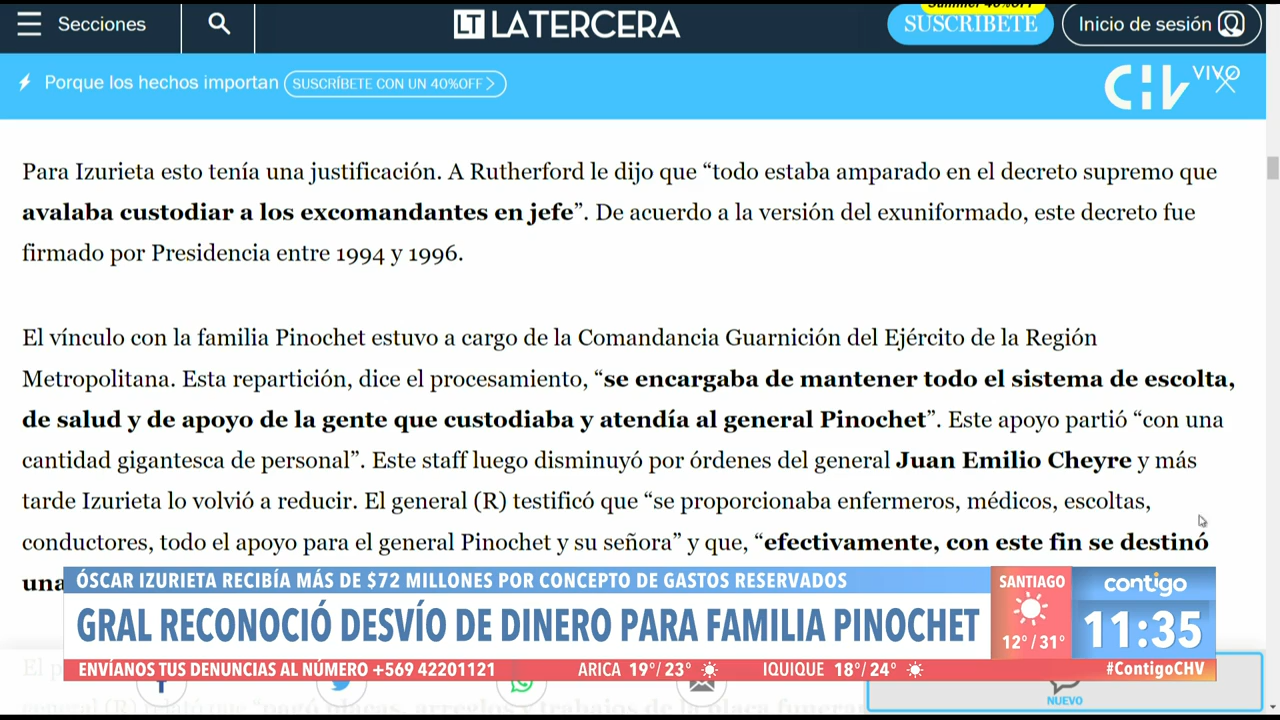 Summer 40%OFF
Secciones
LT LATERCERA
SUSCRÍBETE
Inicio de sesión
Porque los hechos importan
SUSCRÍBETE CON UN 40%OFF
CHV VIVO
Para Izurieta esto tenía una justificación. A Rutherford le dijo que “todo estaba amparado en el decreto supremo que
avalaba custodiar a los excomandantes en jefe”. De acuerdo a la versión del exuniformado, este decreto fue
firmado por Presidencia entre 1994 y 1996.
El vínculo con la familia Pinochet estuvo a cargo de la Comandancia Guarnición del Ejército de la Región
Metropolitana. Esta repartición, dice el procesamiento, “se encargaba de mantener todo el sistema de escolta,
de salud y de apoyo de la gente que custodiaba y atendía al general Pinochet”. Este apoyo partió “con una
cantidad gigantesca de personal”. Este staff luego disminuyó por órdenes del general Juan Emilio Cheyre y más
tarde Izurieta lo volvió a reducir. El general (R) testificó que “se proporcionaba enfermeros, médicos, escoltas,
conductores, todo el apoyo para el general Pinochet y su señora” y que, “efectivamente, con este fin se destinó
una
ÓSCAR IZURIETA RECIBÍA MÁS DE $72 MILLONES POR CONCEPTO DE GASTOS RESERVADOS
GRAL RECONOCIÓ DESVÍO DE DINERO PARA FAMILIA PINOCHET
SANTIAGO
12°/31°
contigo
11:35
ENVÍANOS TUS DENUNCIAS AL NÚMERO +569 42201121
ARICA 19°/23°
IQUIQUE 18°/24°
#ContigoCHV
El p
NUEVO
general (R)